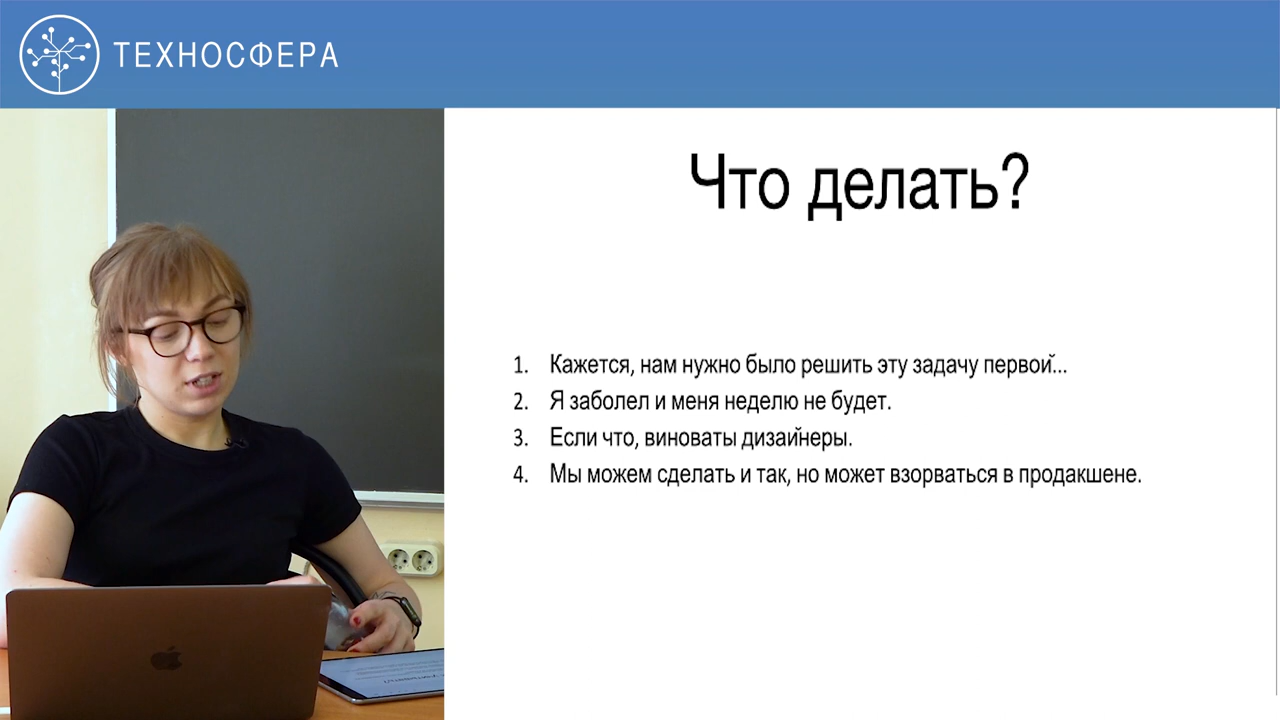 ТЕХНОСФЕРА
Что делать?
1. Кажется, нам нужно было решить эту задачу первой...
2. Я заболел и меня неделю не будет.
3. Если что, виноваты дизайнеры.
4. Мы можем сделать и так, но может взорваться в продакшене.